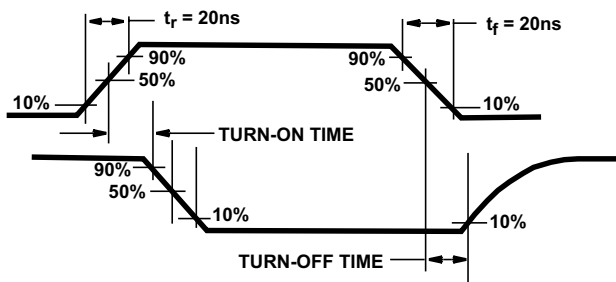 tr = 20ns
tf = 20ns
90%
90%
50%
50%
10%
10%
TURN-ON TIME
90%
50%
10%
10%
TURN-OFF TIME